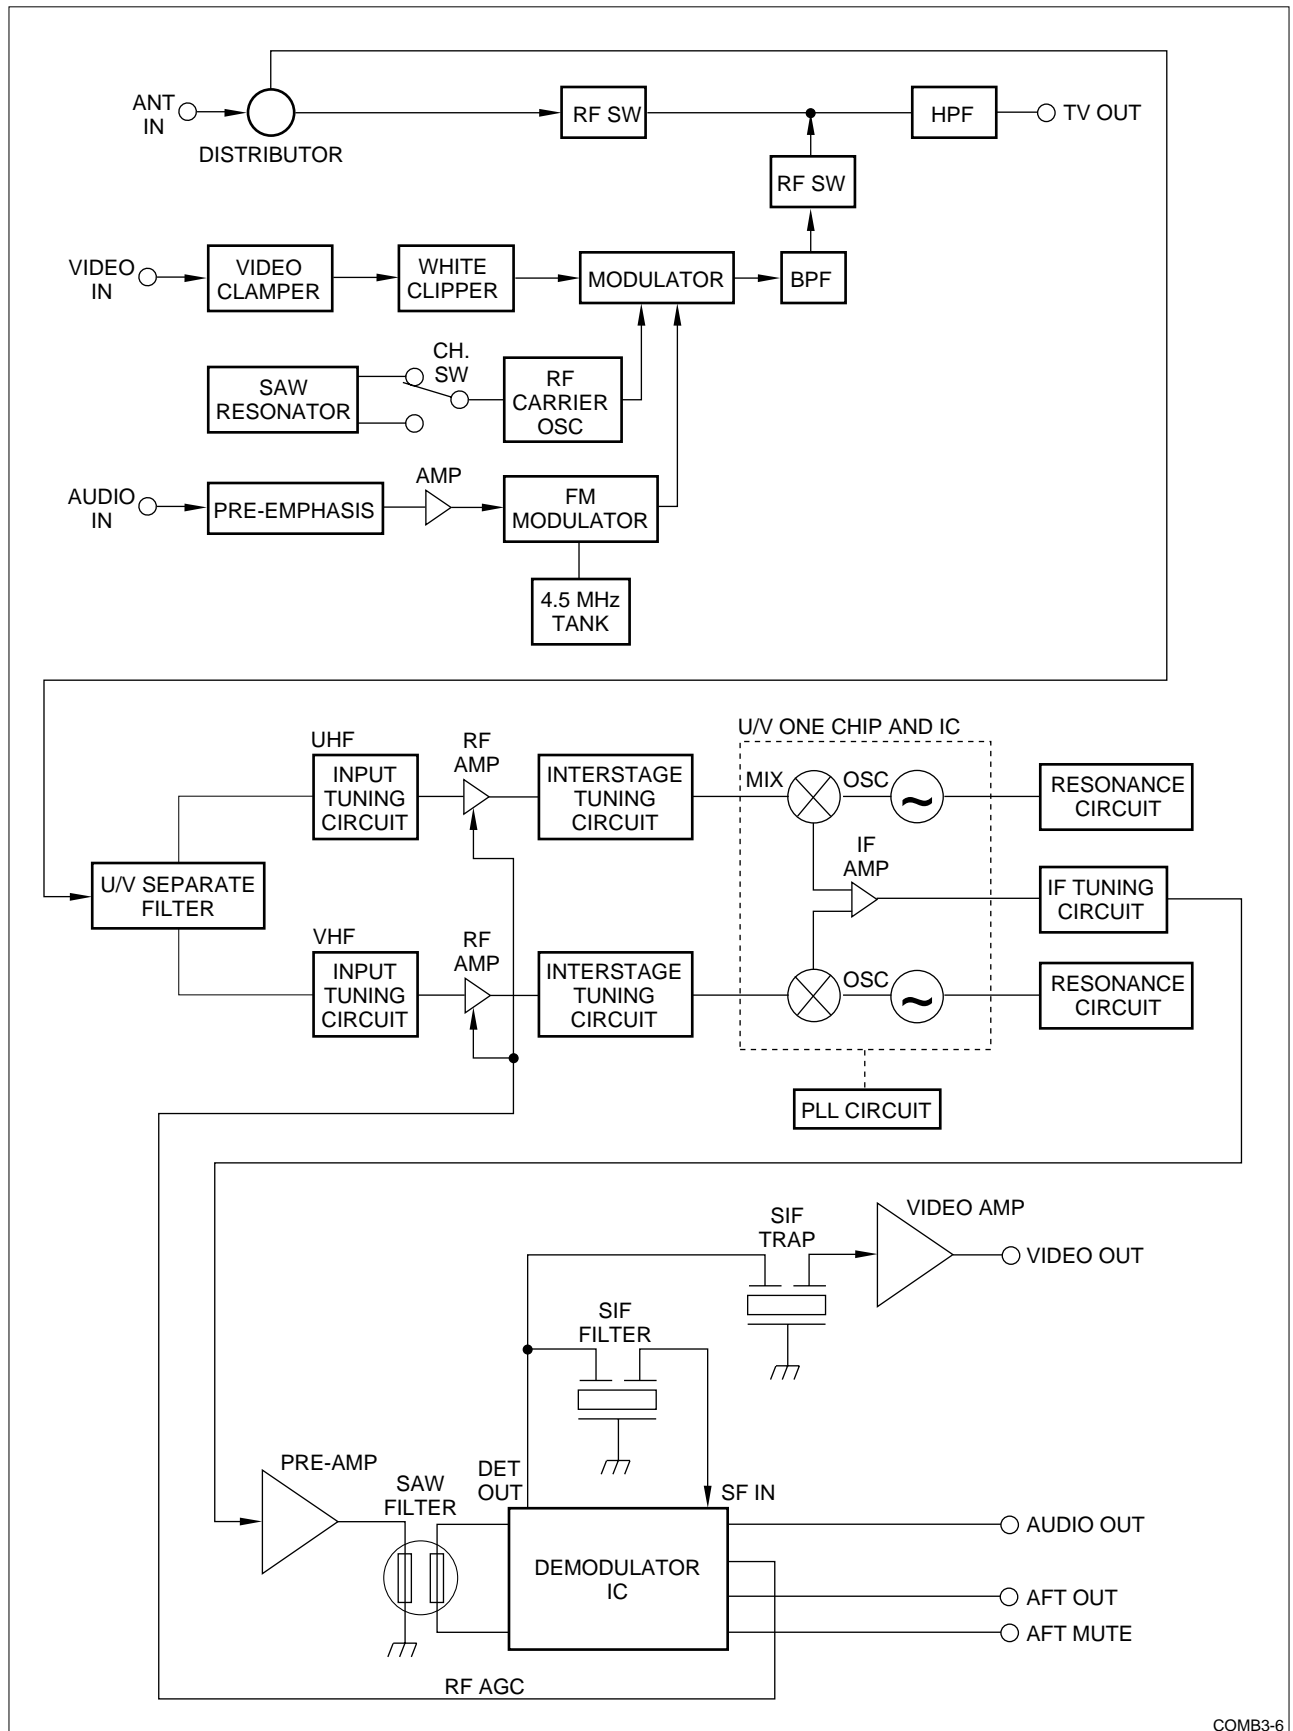 ANT
IN
DISTRIBUTOR
RF SW
HPF
TV OUT
RF SW
VIDEO
IN
VIDEO
CLAMPER
WHITE
CLIPPER
MODULATOR
BPF
SAW
RESONATOR
CH.
SW
RF
CARRIER
OSC
AUDIO
IN
PRE-EMPHASIS
AMP
FM
MODULATOR
4.5 MHz
TANK
U/V SEPARATE
FILTER
UHF
INPUT
TUNING
CIRCUIT
RF
AMP
INTERSTAGE
TUNING
CIRCUIT
U/V ONE CHIP AND IC
MIX
OSC
~
RESONANCE
CIRCUIT
IF
AMP
IF TUNING
CIRCUIT
VHF
INPUT
TUNING
CIRCUIT
RF
AMP
INTERSTAGE
TUNING
CIRCUIT
OSC
~
RESONANCE
CIRCUIT
PLL CIRCUIT
SIF
TRAP
VIDEO AMP
VIDEO OUT
SIF
FILTER
PRE-AMP
SAW
FILTER
DET
OUT
SF IN
DEMODULATOR
IC
AUDIO OUT
AFT OUT
AFT MUTE
RF AGC
COMB3-6